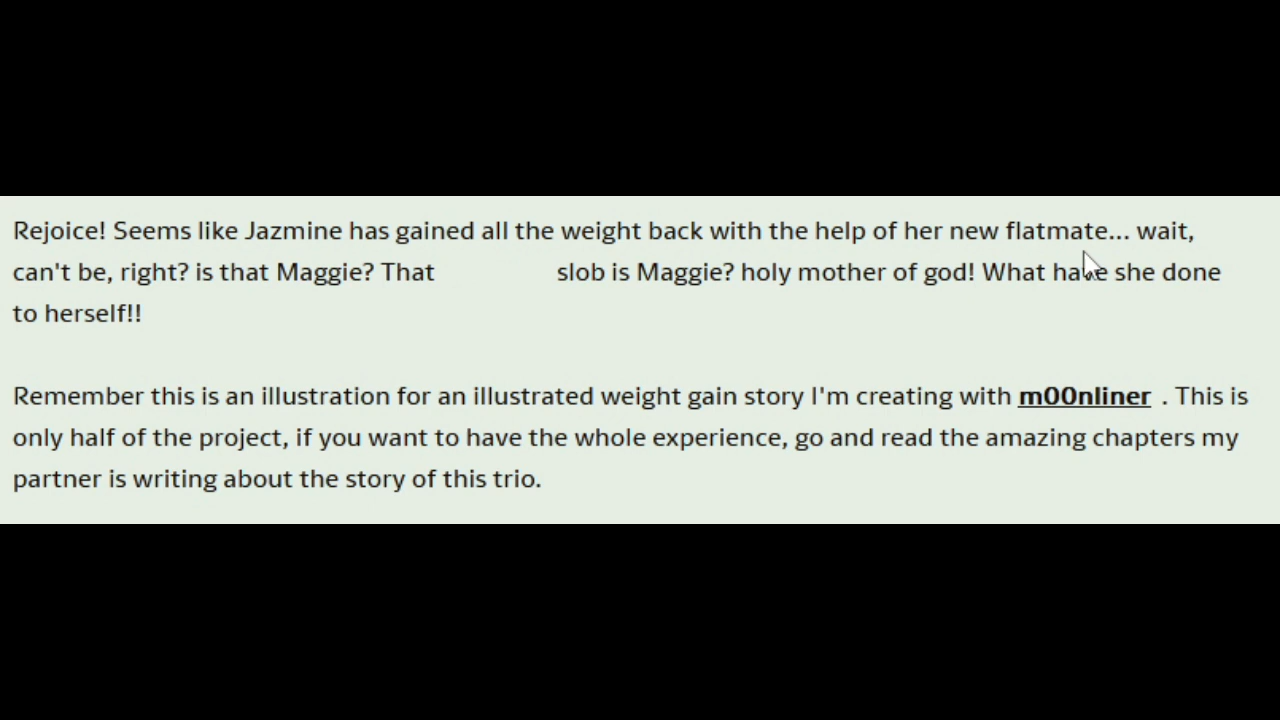 Rejoice! Seems like Jazmine has gained all the weight back with the help of her new flatmate... wait,
can't be, right? is that Maggie? That slob is Maggie? holy mother of god! What have she done
to herself!!
Remember this is an illustration for an illustrated weight gain story I'm creating with m00nliner . This is
only half of the project, if you want to have the whole experience, go and read the amazing chapters my
partner is writing about the story of this trio.